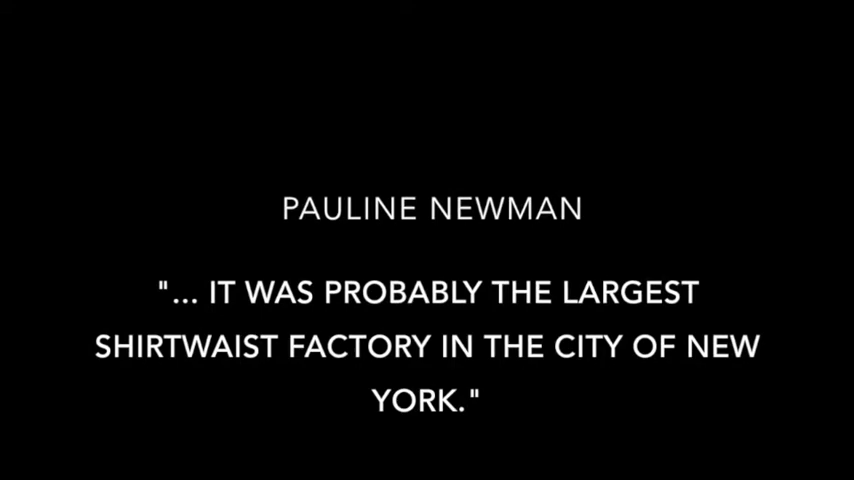 PAULINE NEWMAN
"... IT WAS PROBABLY THE LARGEST
SHIRTWAIST FACTORY IN THE CITY OF NEW
YORK."